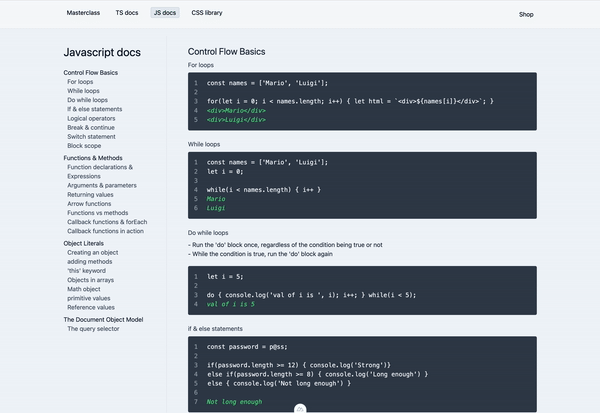 Masterclass TS docs JS docs CSS library Shop
Javascript docs
Control Flow Basics
For loops
While loops
Do while loops
If & else statements
Logical operators
Break & continue
Switch statement
Block scope
Functions & Methods
Function declarations &
Expressions
Arguments & parameters
Returning values
Arrow functions
Functions vs methods
Callback functions & forEach
Callback functions in action
Object Literals
Creating an object
adding methods
'this' keyword
Objects in arrays
Math object
primitive values
Reference values
The Document Object Model
The query selector
Control Flow Basics
For loops
1 const names = ['Mario', 'Luigi'];
2
3 for(let i = 0; i < names.length; i++) { let html = `<div>${names[i]}</div>`; }
4 <div>Mario</div>
5 <div>Luigi</div>
While loops
1 const names = ['Mario', 'Luigi'];
2 let i = 0;
3
4 while(i < names.length) { i++ }
5 Mario
6 Luigi
Do while loops
- Run the 'do' block once, regardless of the condition being true or not
- While the condition is true, run the 'do' block again
1 let i = 5;
2
3 do { console.log('val of i is ', i); i++; } while(i < 5);
4 val of i is 5
if & else statements
1 const password = p@ss;
2
3 if(password.length >= 12) { console.log('Strong')}
4 else if(password.length >= 8) { console.log('Long enough') }
5 else { console.log('Not long enough') }
6
7 Not long enough